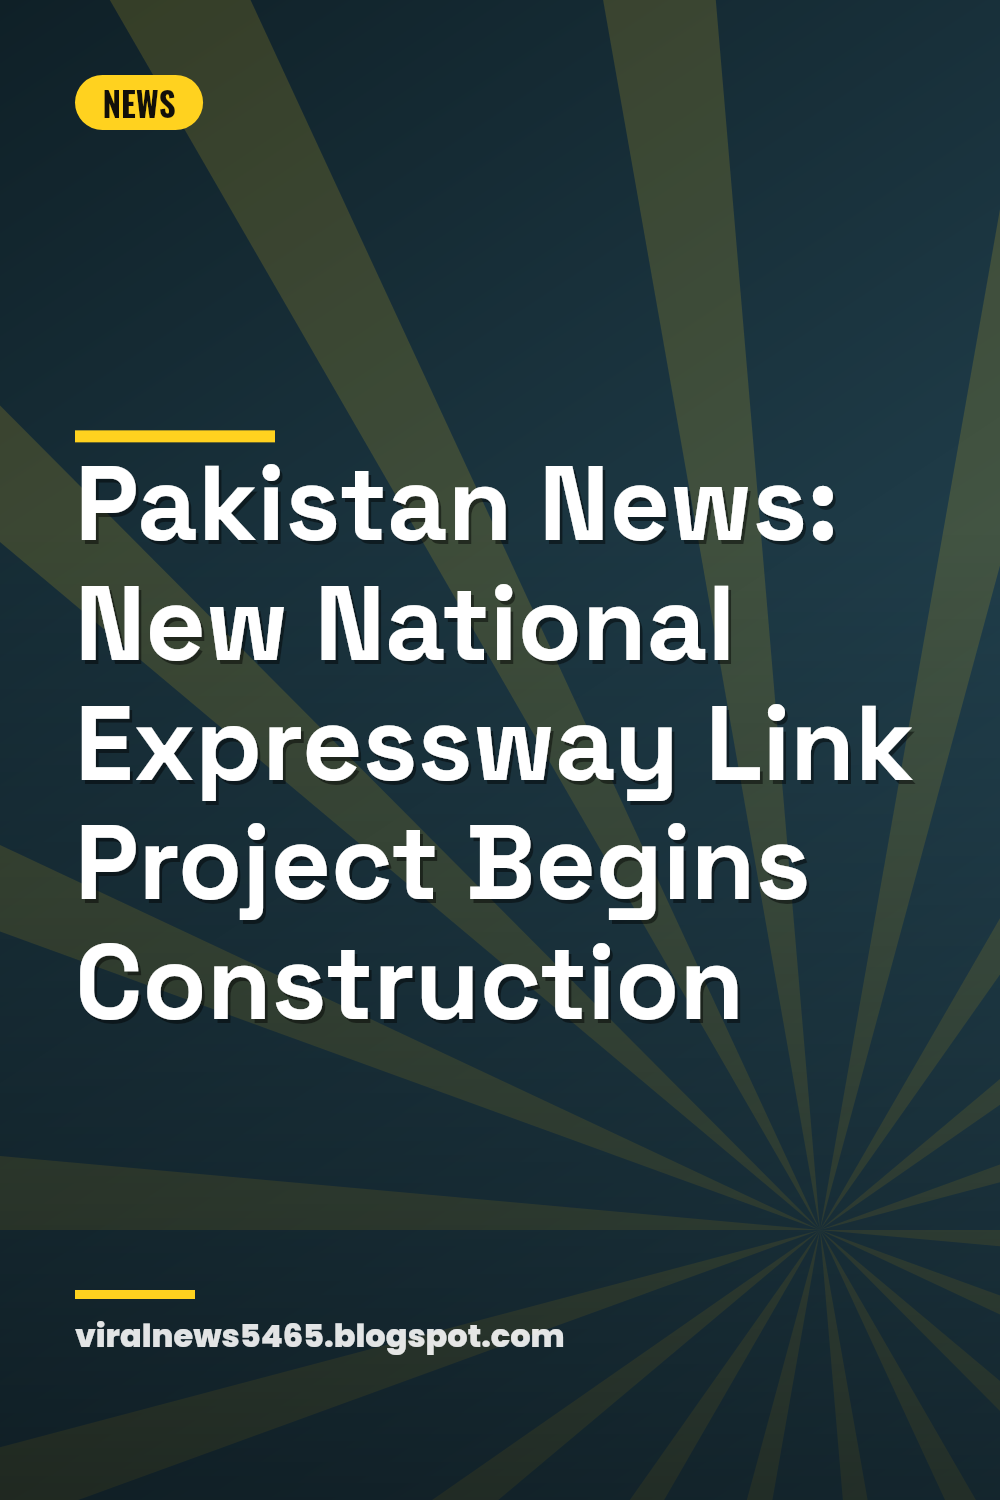 NEWS
Pakistan News:
New National
Expressway Link
Project Begins
Construction
viralnews5465.blogspot.com